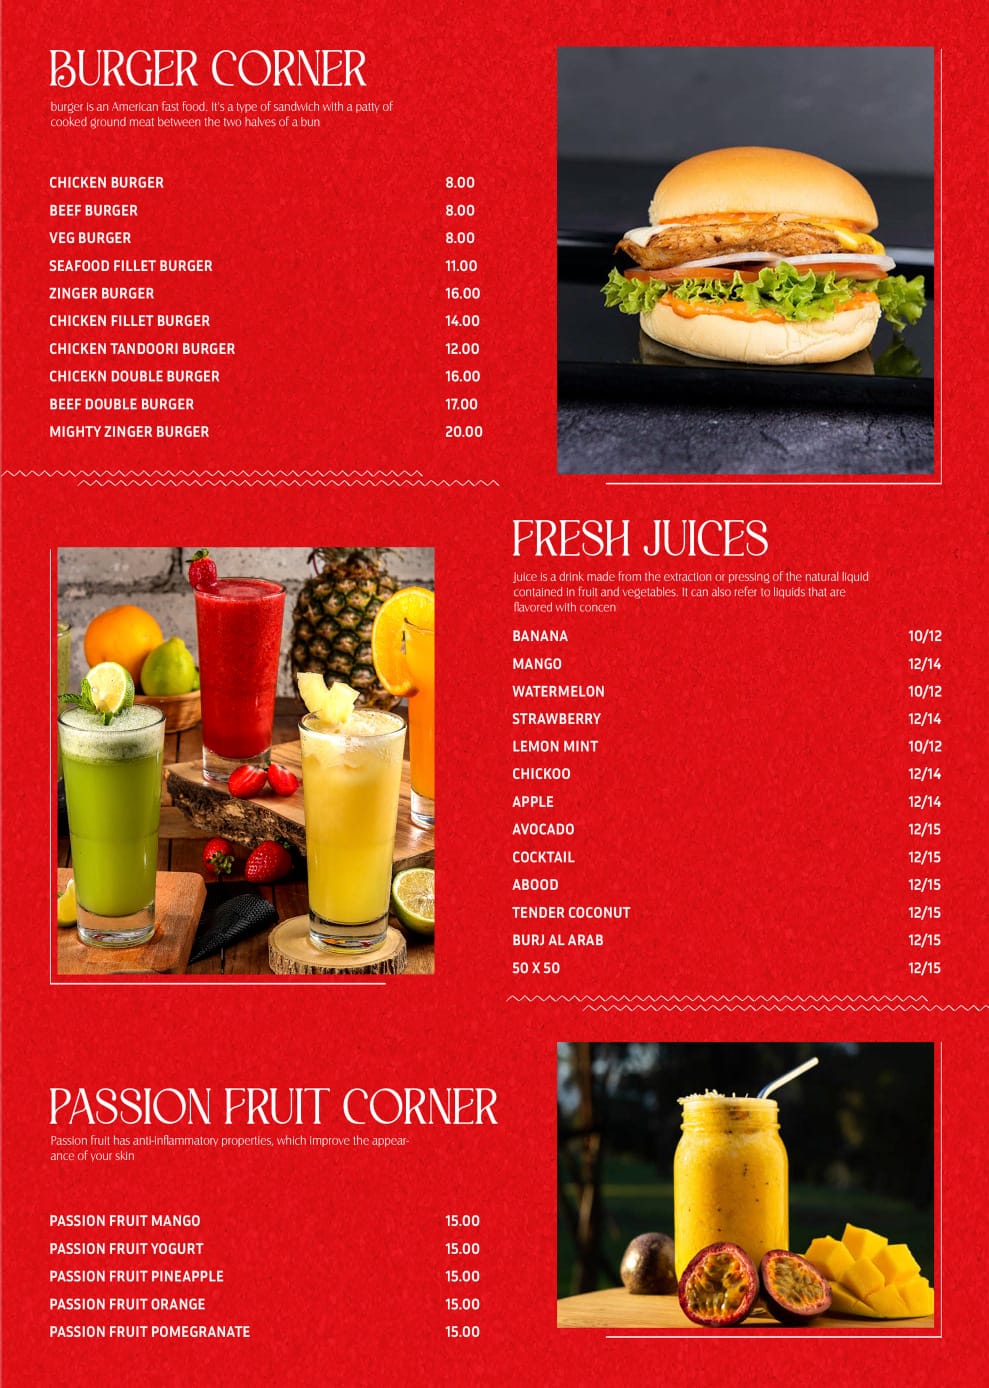 BURGER CORNER
burger is an American fast food. It's a type of sandwich with a patty of
cooked ground meat between the two halves of a bun
CHICKEN BURGER 8.00
BEEF BURGER 8.00
VEG BURGER 8.00
SEAFOOD FILLET BURGER 11.00
ZINGER BURGER 16.00
CHICKEN FILLET BURGER 14.00
CHICKEN TANDOORI BURGER 12.00
CHICEKN DOUBLE BURGER 16.00
BEEF DOUBLE BURGER 17.00
MIGHTY ZINGER BURGER 20.00
FRESH JUICES
Juice is a drink made from the extraction or pressing of the natural liquid
contained in fruit and vegetables. It can also refer to liquids that are
flavored with concen
BANANA 10/12
MANGO 12/14
WATERMELON 10/12
STRAWBERRY 12/14
LEMON MINT 10/12
CHICKOO 12/14
APPLE 12/14
AVOCADO 12/15
COCKTAIL 12/15
ABOOD 12/15
TENDER COCONUT 12/15
BURJ AL ARAB 12/15
50 X 50 12/15
PASSION FRUIT CORNER
Passion fruit has anti-inflammatory properties, which improve the appear-
ance of your skin
PASSION FRUIT MANGO 15.00
PASSION FRUIT YOGURT 15.00
PASSION FRUIT PINEAPPLE 15.00
PASSION FRUIT ORANGE 15.00
PASSION FRUIT POMEGRANATE 15.00